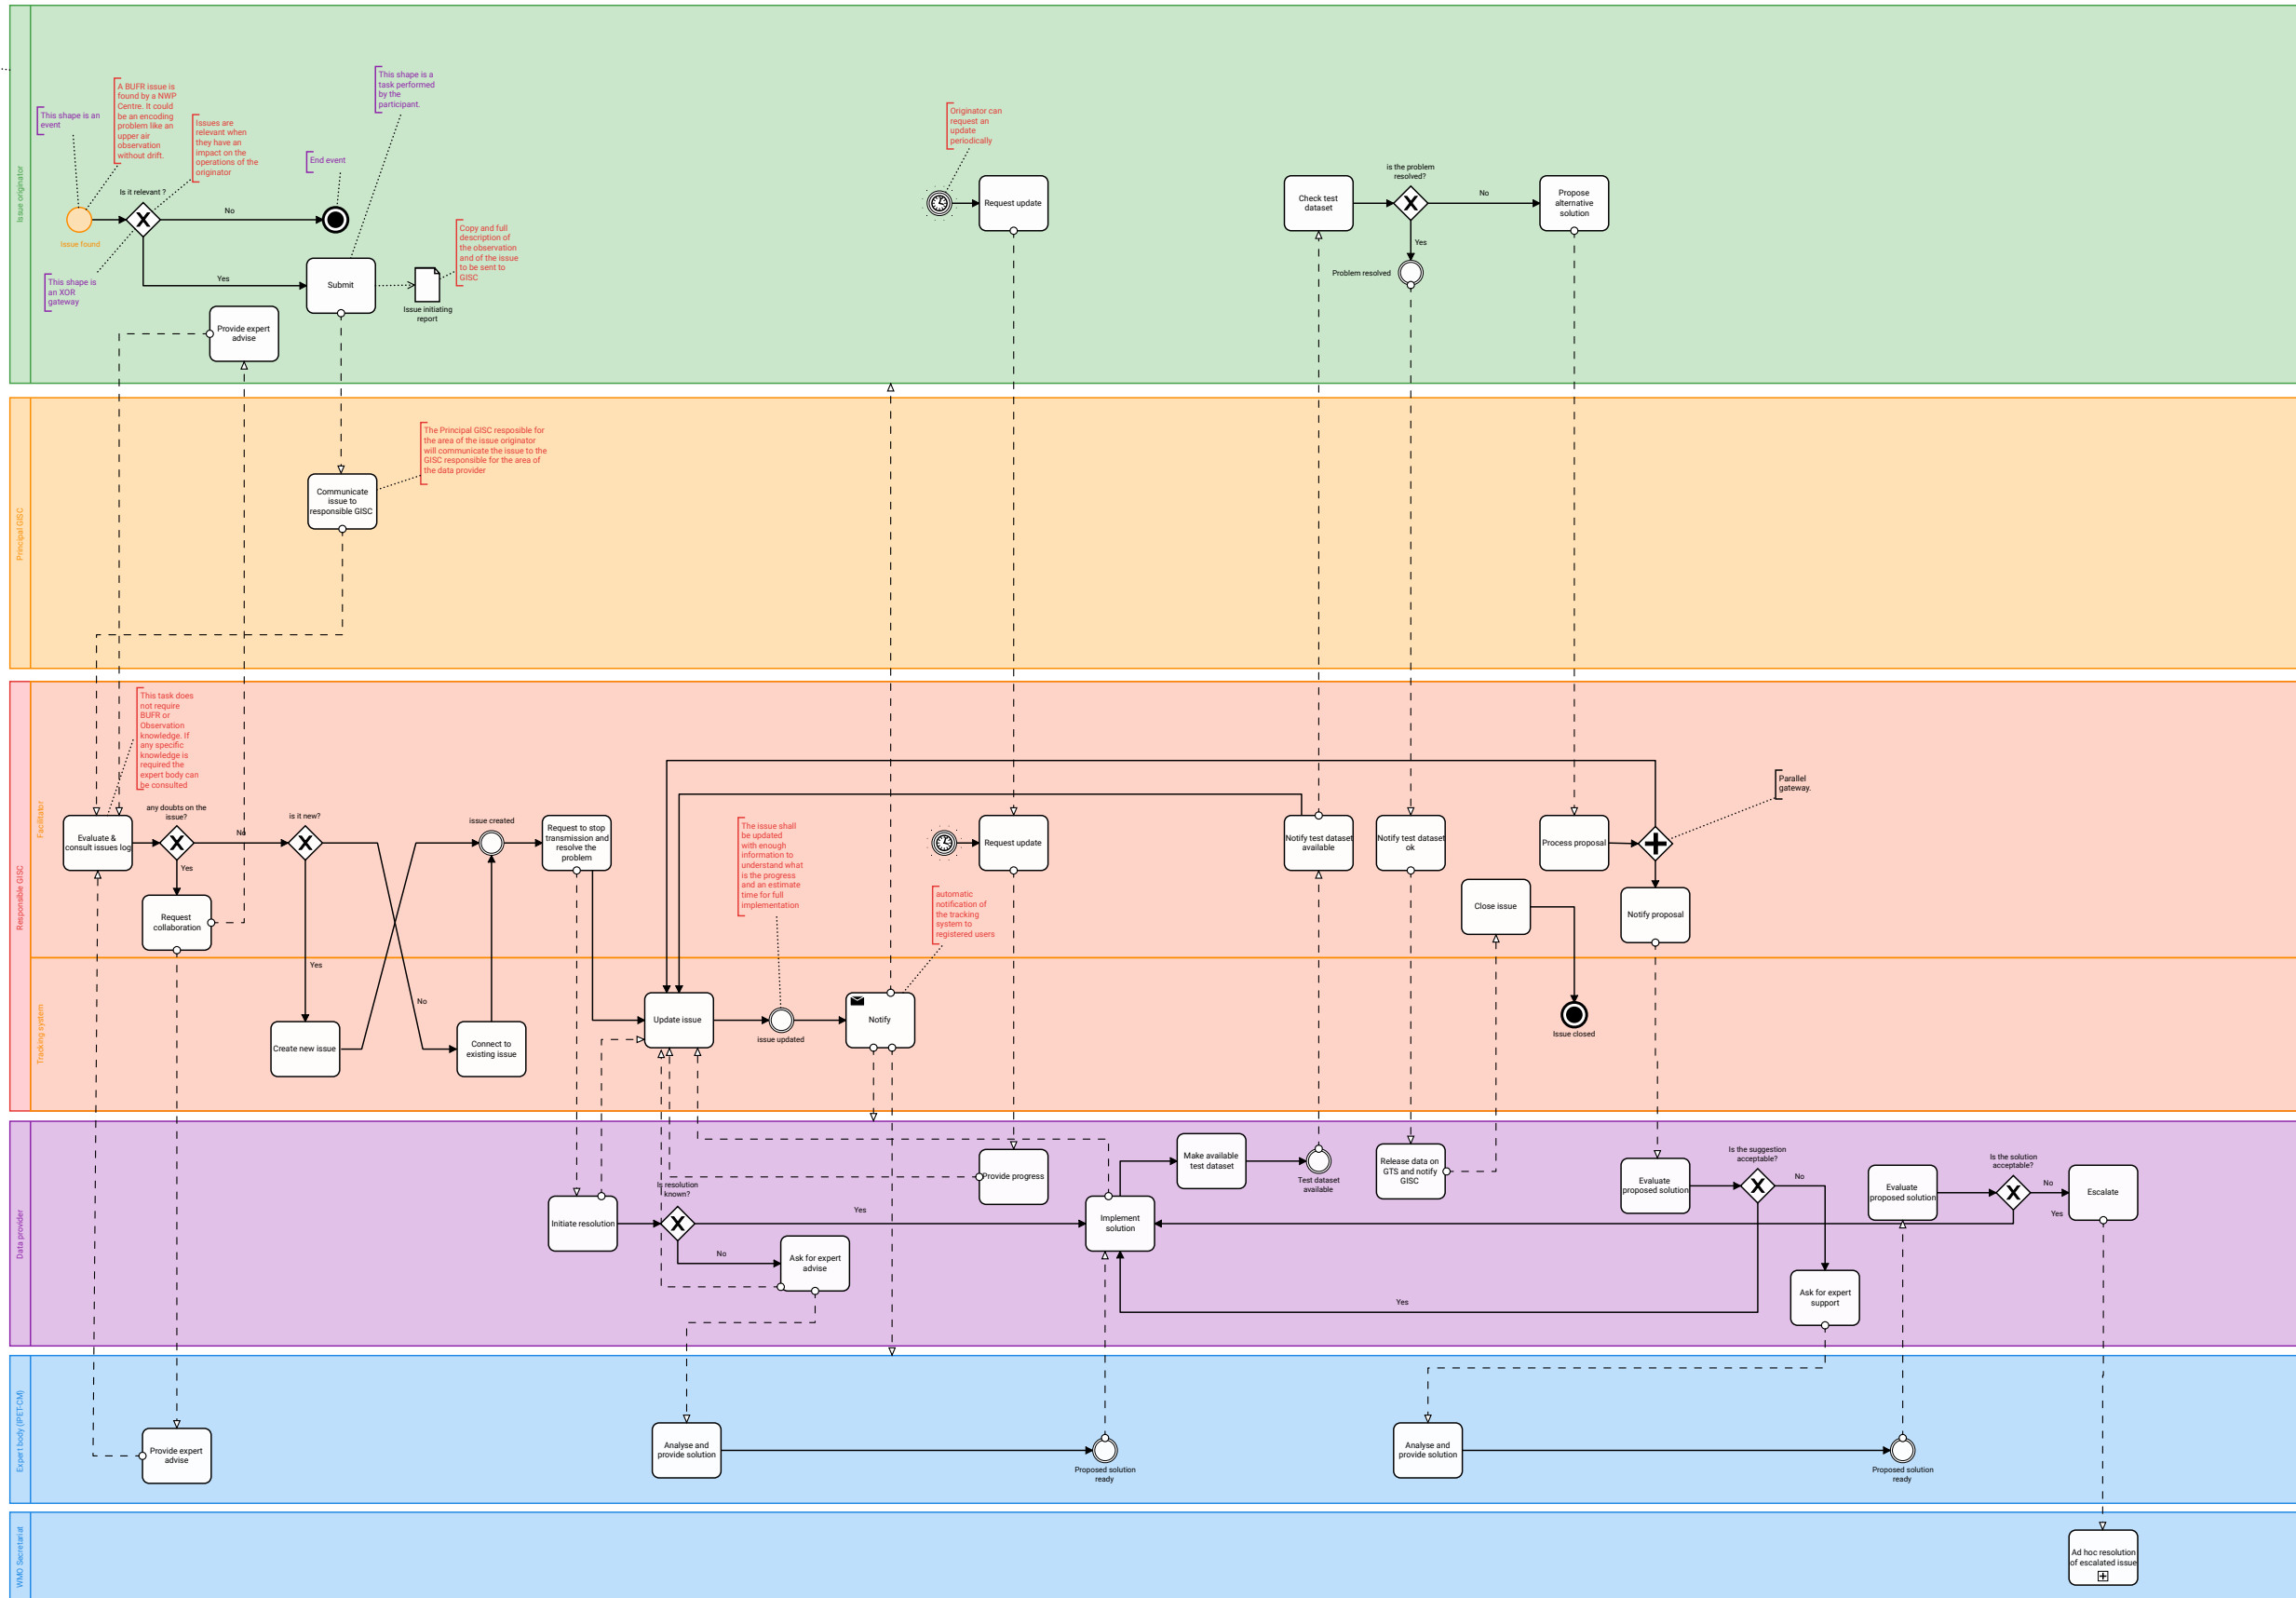 Issue originator
This shape is an
event
A BUFR issue is
found by a NWP
Centre. It could
be an encoding
problem like an
upper air
observation
without drift.
Issues are
relevant when
they have an
impact on the
operations of the
originator
This shape is a
task performed
by the
participant.
End event
Is it relevant ?
No
Issue found
Yes
This shape is
an XOR
gateway
Submit
Copy and full
description of
the observation
and of the issue
to be sent to
GISC
Issue initiating
report
Provide expert
advise
Originator can
request an
update
periodically
Request update
Check test
dataset
is the problem
resolved?
No
Yes
Problem resolved
Propose
alternative
solution
Principal GISC
The Principal GISC resposible for
the area of the issue originator
will communicate the issue to the
GISC responsible for the area of
the data provider
Communicate
issue to
responsible GISC
Responsible GISC
Facilitator
This task does
not require
BUFR or
Observation
knowledge. If
any specific
knowledge is
required the
expert body can
be consulted
Evaluate &
consult issues log
any doubts on the
issue?
No
Yes
Request
collaboration
is it new?
Yes
No
issue created
Request to stop
transmission and
resolve the
problem
The issue shall
be updated
with enough
information to
understand what
is the progress
and an estimate
time for full
implementation
automatic
notification of
the tracking
system to
registered users
Request update
Notify test dataset
available
Notify test dataset
ok
Close issue
Process proposal
Parallel
gateway.
Notify proposal
Tracking system
Create new issue
Connect to
existing issue
Update issue
issue updated
Notify
Issue closed
Data provider
Initiate resolution
Is resolution
known?
Yes
No
Ask for expert
advise
Provide progress
Implement
solution
Make available
test dataset
Test dataset
available
Release data on
GTS and notify
GISC
Evaluate
proposed solution
Is the suggestion
acceptable?
No
Yes
Ask for expert
support
Evaluate
proposed solution
Is the solution
acceptable?
No
Yes
Escalate
Expert body (IPET-CM)
Provide expert
advise
Analyse and
provide solution
Proposed solution
ready
Analyse and
provide solution
Proposed solution
ready
WMO Secretariat
Ad hoc resolution
of escalated issue